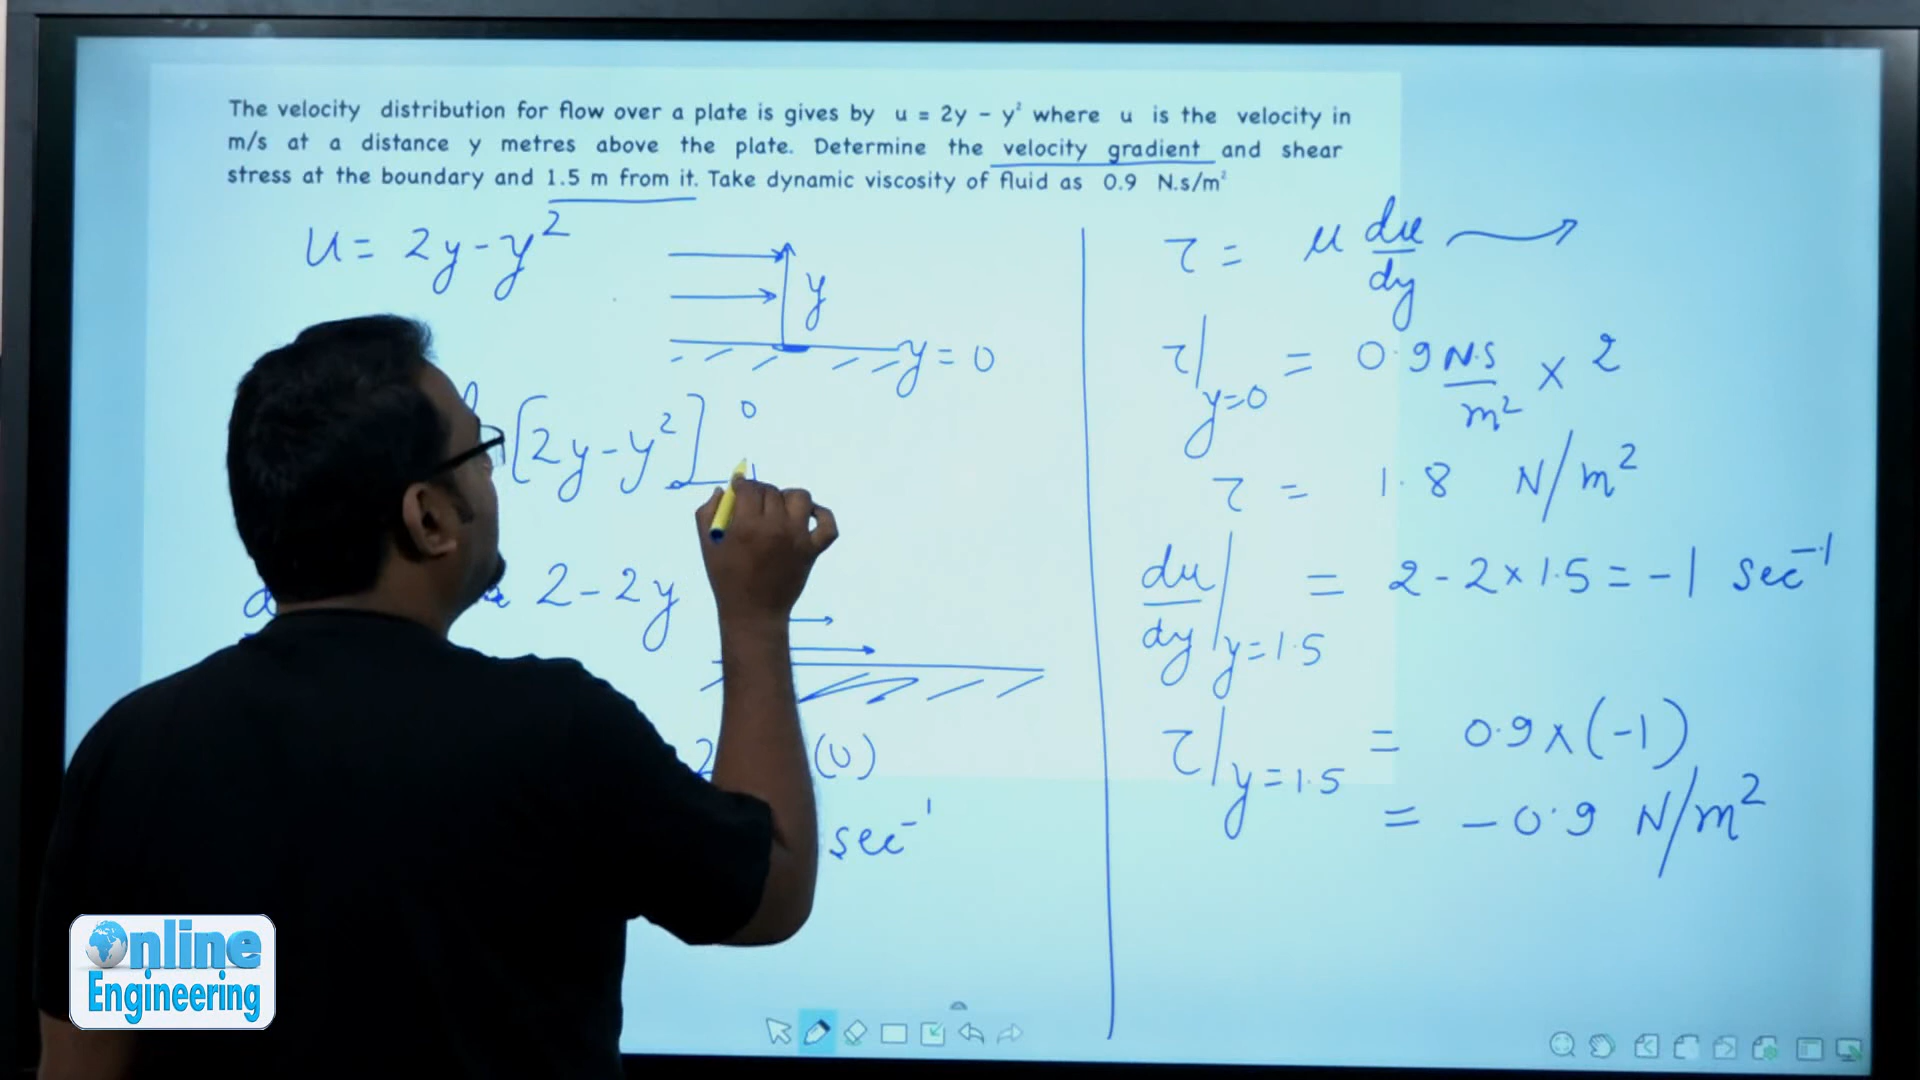 The velocity distribution for flow over a plate is gives by u = 2y - y² where u is the velocity in
m/s at a distance y metres above the plate. Determine the velocity gradient and shear
stress at the boundary and 1.5 m from it. Take dynamic viscosity of fluid as 0.9 N.s/m²
u = 2y - y²
y
y = 0
[2y - y²]
0
2 - 2y
2
(0)
sec⁻¹
τ = μ du/dy
τ|y=0 = 0.9 N.S/m² × 2
τ = 1.8 N/m²
du/dy|y=1.5 = 2 - 2 × 1.5 = -1 sec⁻¹
τ|y=1.5 = 0.9 × (-1)
= -0.9 N/m²
Online
Engineering